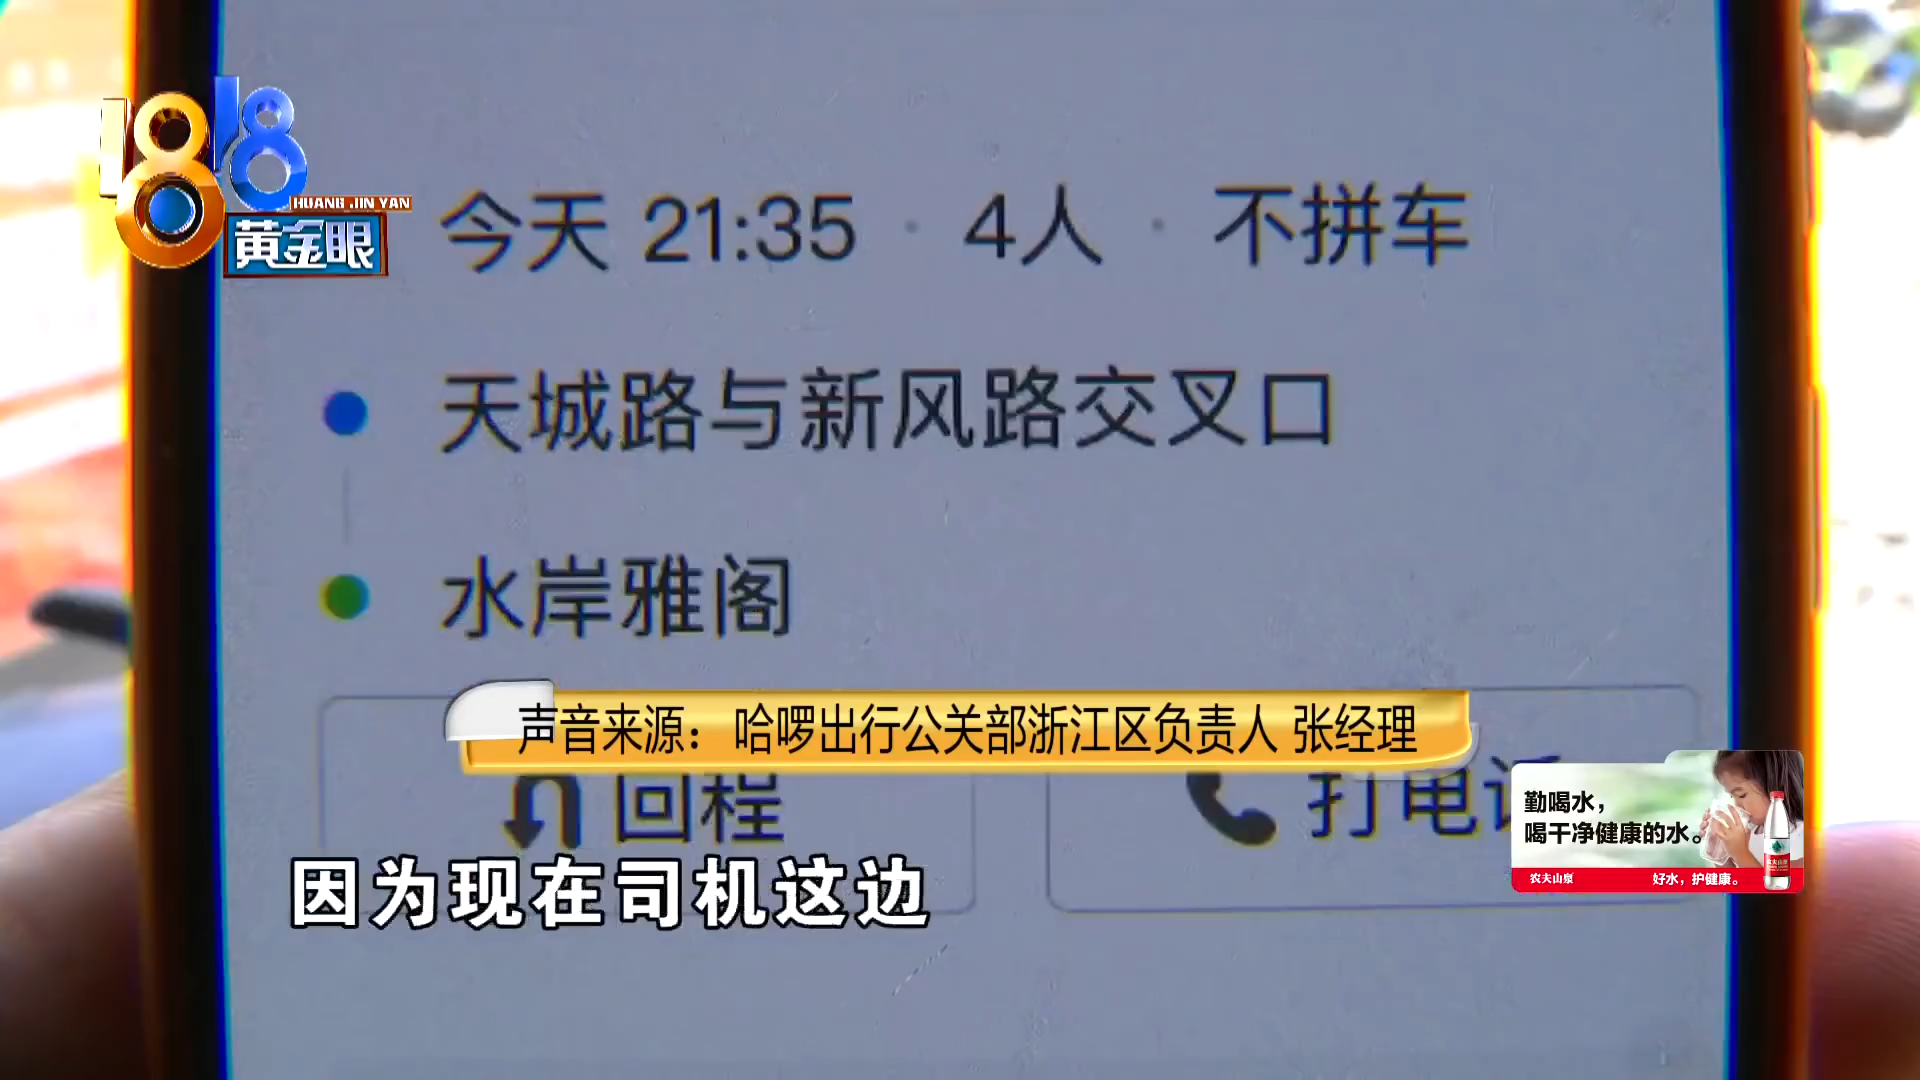 1818
HUANG JIN YAN
黄金眼
今天 21:35 · 4人 · 不拼车
天城路与新风路交叉口
水岸雅阁
声音来源：哈啰出行公关部浙江区负责人 张经理
回程
打电话
勤喝水，
喝干净健康的水。
农夫山泉
好水，护健康。
因为现在司机这边